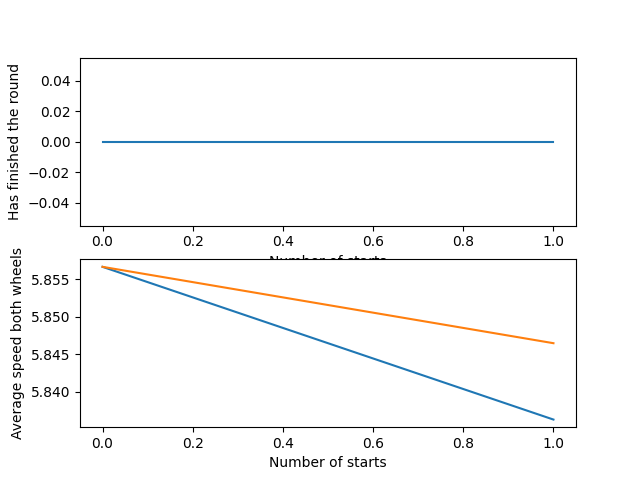 Has finished the round
0.04
0.02
0.00
−0.02
−0.04
0.0 0.2 0.4 0.6 0.8 1.0
Number of starts
Average speed both wheels
5.855
5.850
5.845
5.840
0.0 0.2 0.4 0.6 0.8 1.0
Number of starts